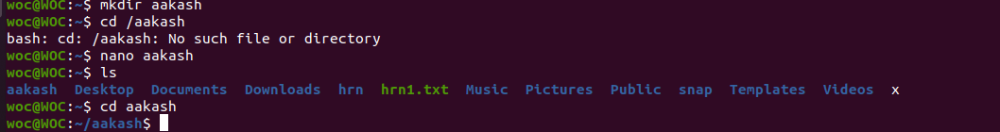 woc@WOC:~$ mkdir aakash
woc@WOC:~$ cd /aakash
bash: cd: /aakash: No such file or directory
woc@WOC:~$ nano aakash
woc@WOC:~$ ls
aakash  Desktop  Documents  Downloads  hrn  hrn1.txt  Music  Pictures  Public  snap  Templates  Videos  x
woc@WOC:~$ cd aakash
woc@WOC:~/aakash$